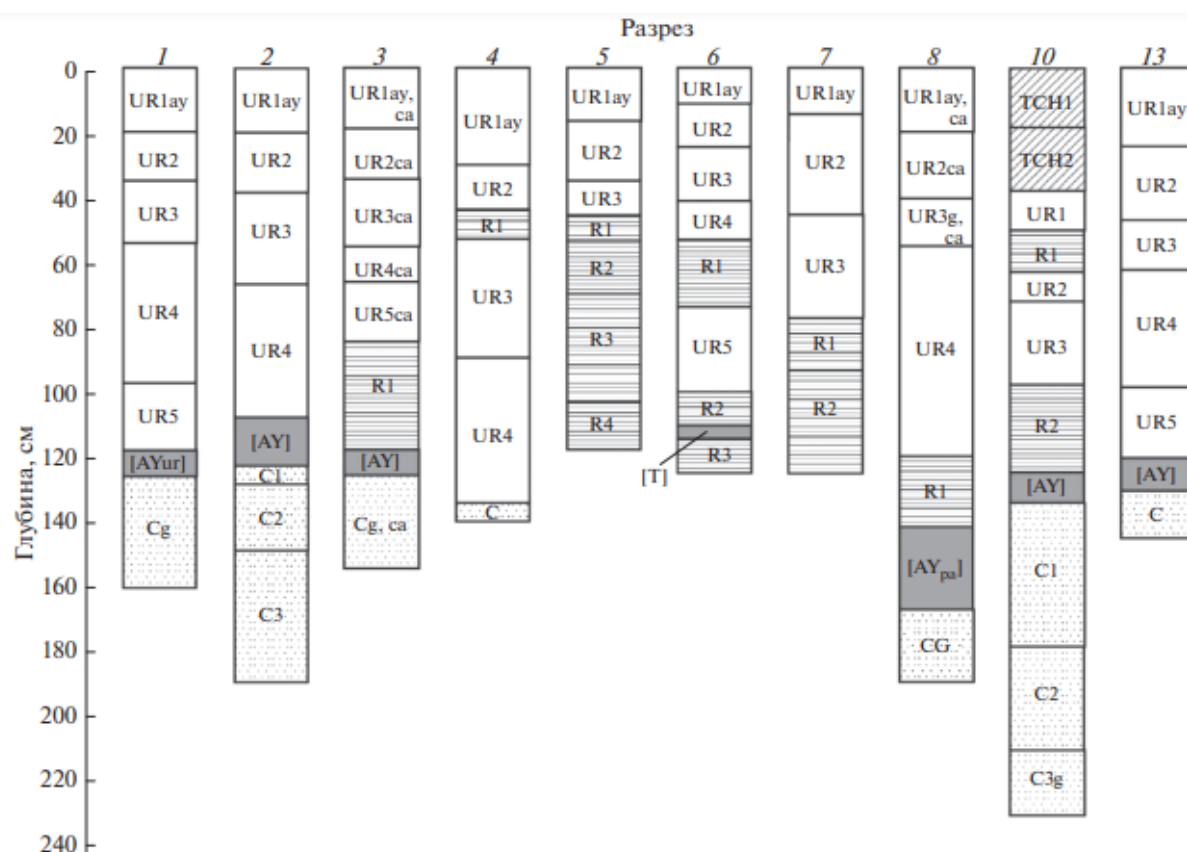 Разрез
1 2 3 4 5 6 7 8 10 13
Глубина, см
0
20
40
60
80
100
120
140
160
180
200
220
240
UR1ay
UR2
UR3
UR4
UR5
[AYur]
Cg
UR1ay
UR2
UR3
UR4
[AY]
C1
C2
C3
UR1ay,
ca
UR2ca
UR3ca
UR4ca
UR5ca
R1
[AY]
Cg, ca
UR1ay
UR2
R1
UR3
UR4
C
UR1ay
UR2
UR3
R1
R2
R3
R4
UR1ay
UR2
UR3
UR4
R1
UR5
R2
[T]
R3
UR1ay
UR2
UR3
R1
R2
UR1ay,
ca
UR2ca
UR3g,
ca
UR4
R1
[AYpa]
CG
TCH1
TCH2
UR1
R1
UR2
UR3
R2
[AY]
C1
C2
C3g
UR1ay
UR2
UR3
UR4
UR5
[AY]
C